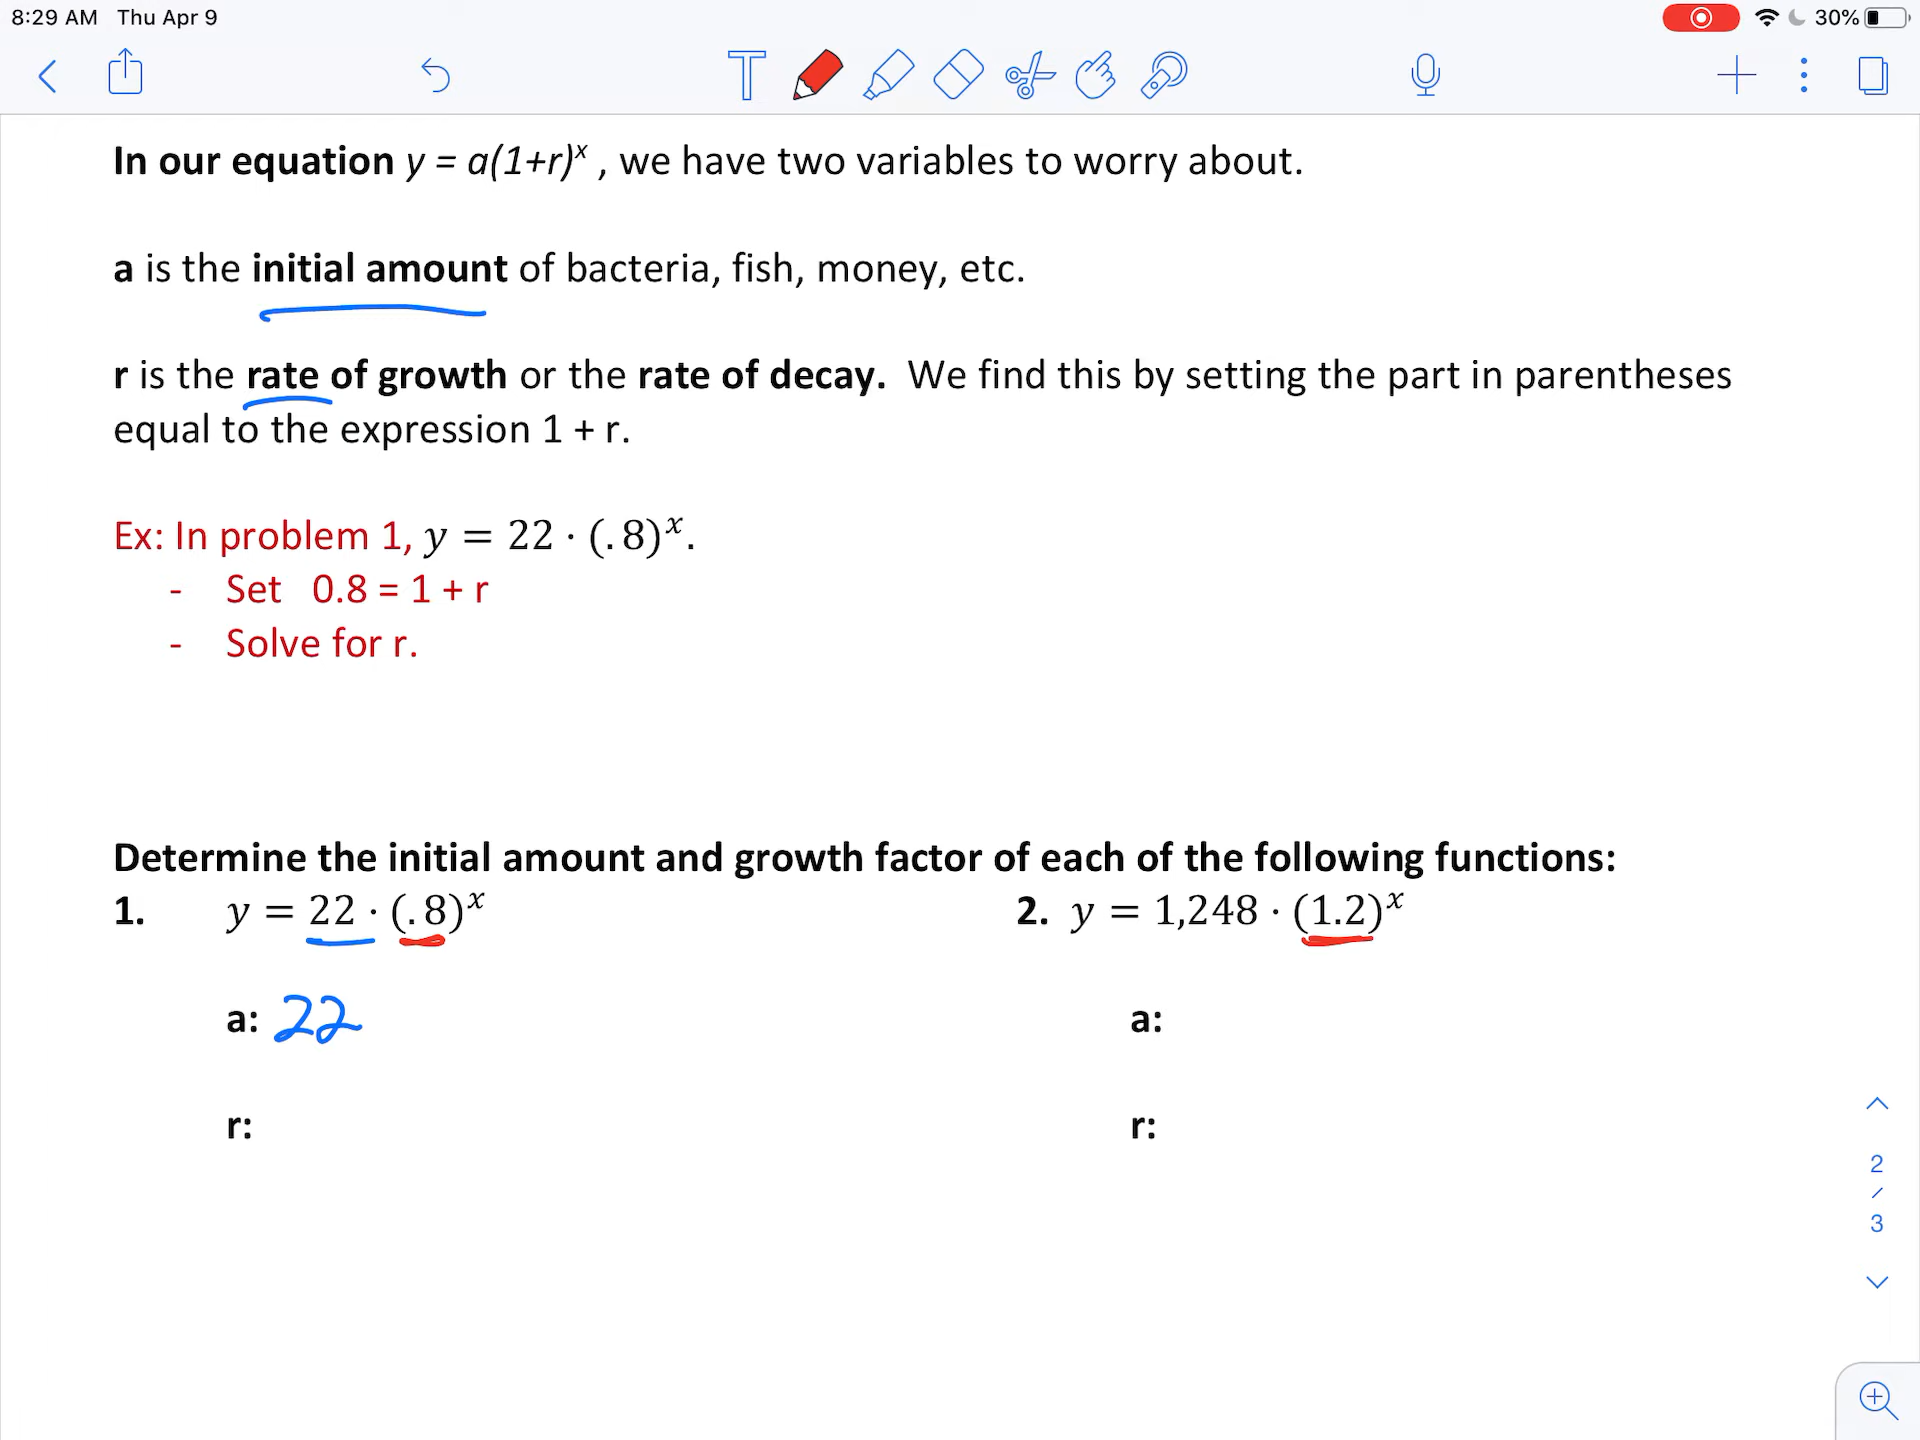 8:29 AM Thu Apr 9
30%
T
In our equation y = a(1+r)ˣ , we have two variables to worry about.
a is the initial amount of bacteria, fish, money, etc.
r is the rate of growth or the rate of decay. We find this by setting the part in parentheses
equal to the expression 1 + r.
Ex: In problem 1, y = 22 · (.8)ˣ.
- Set 0.8 = 1 + r
- Solve for r.
Determine the initial amount and growth factor of each of the following functions:
1. y = 22 · (.8)ˣ
2. y = 1,248 · (1.2)ˣ
a: 22
a:
r:
r:
2
/
3